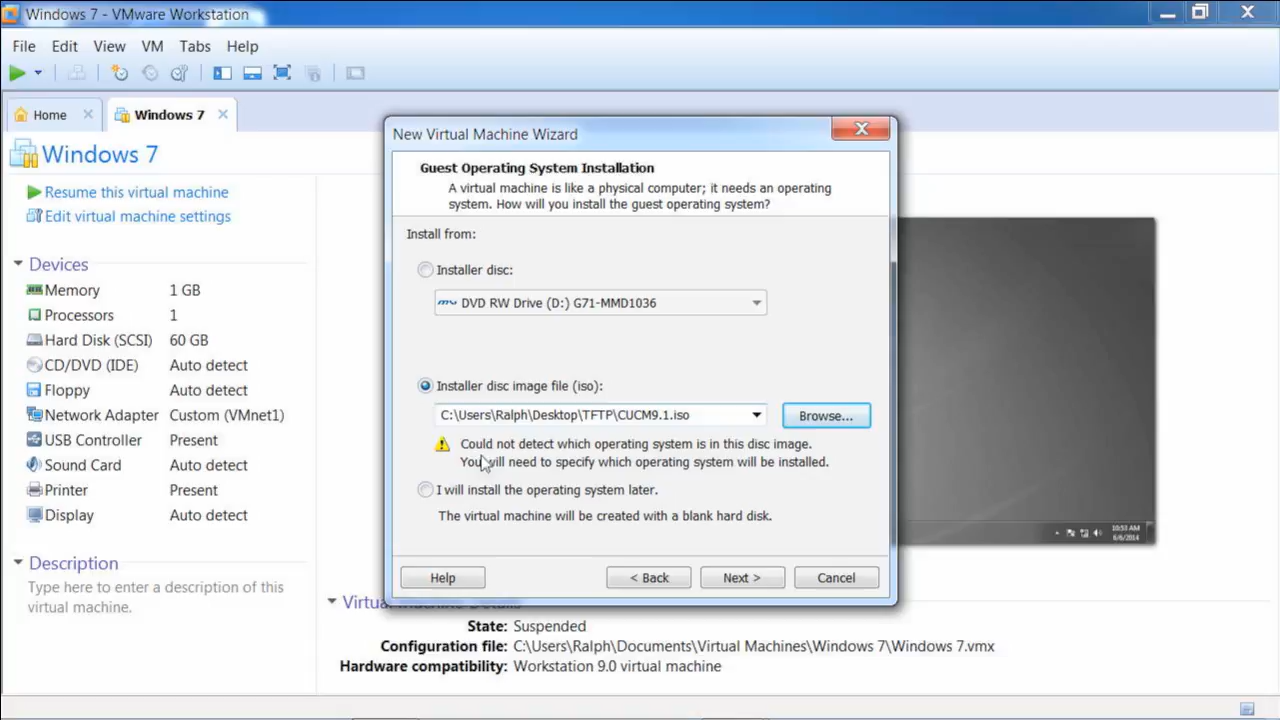 Windows 7 - VMware Workstation
File Edit View VM Tabs Help
Home Windows 7
Windows 7
Resume this virtual machine
Edit virtual machine settings
Devices
Memory 1 GB
Processors 1
Hard Disk (SCSI) 60 GB
CD/DVD (IDE) Auto detect
Floppy Auto detect
Network Adapter Custom (VMnet1)
USB Controller Present
Sound Card Auto detect
Printer Present
Display Auto detect
Description
Type here to enter a description of this
virtual machine.
New Virtual Machine Wizard
Guest Operating System Installation
A virtual machine is like a physical computer; it needs an operating
system. How will you install the guest operating system?
Install from:
Installer disc:
DVD RW Drive (D:) G71-MMD1036
Installer disc image file (iso):
C:\Users\Ralph\Desktop\TFTP\CUCM9.1.iso Browse...
Could not detect which operating system is in this disc image.
You will need to specify which operating system will be installed.
I will install the operating system later.
The virtual machine will be created with a blank hard disk.
Help < Back Next > Cancel
10:53 AM
6/6/2014
Virtual Machine Details
State: Suspended
Configuration file: C:\Users\Ralph\Documents\Virtual Machines\Windows 7\Windows 7.vmx
Hardware compatibility: Workstation 9.0 virtual machine